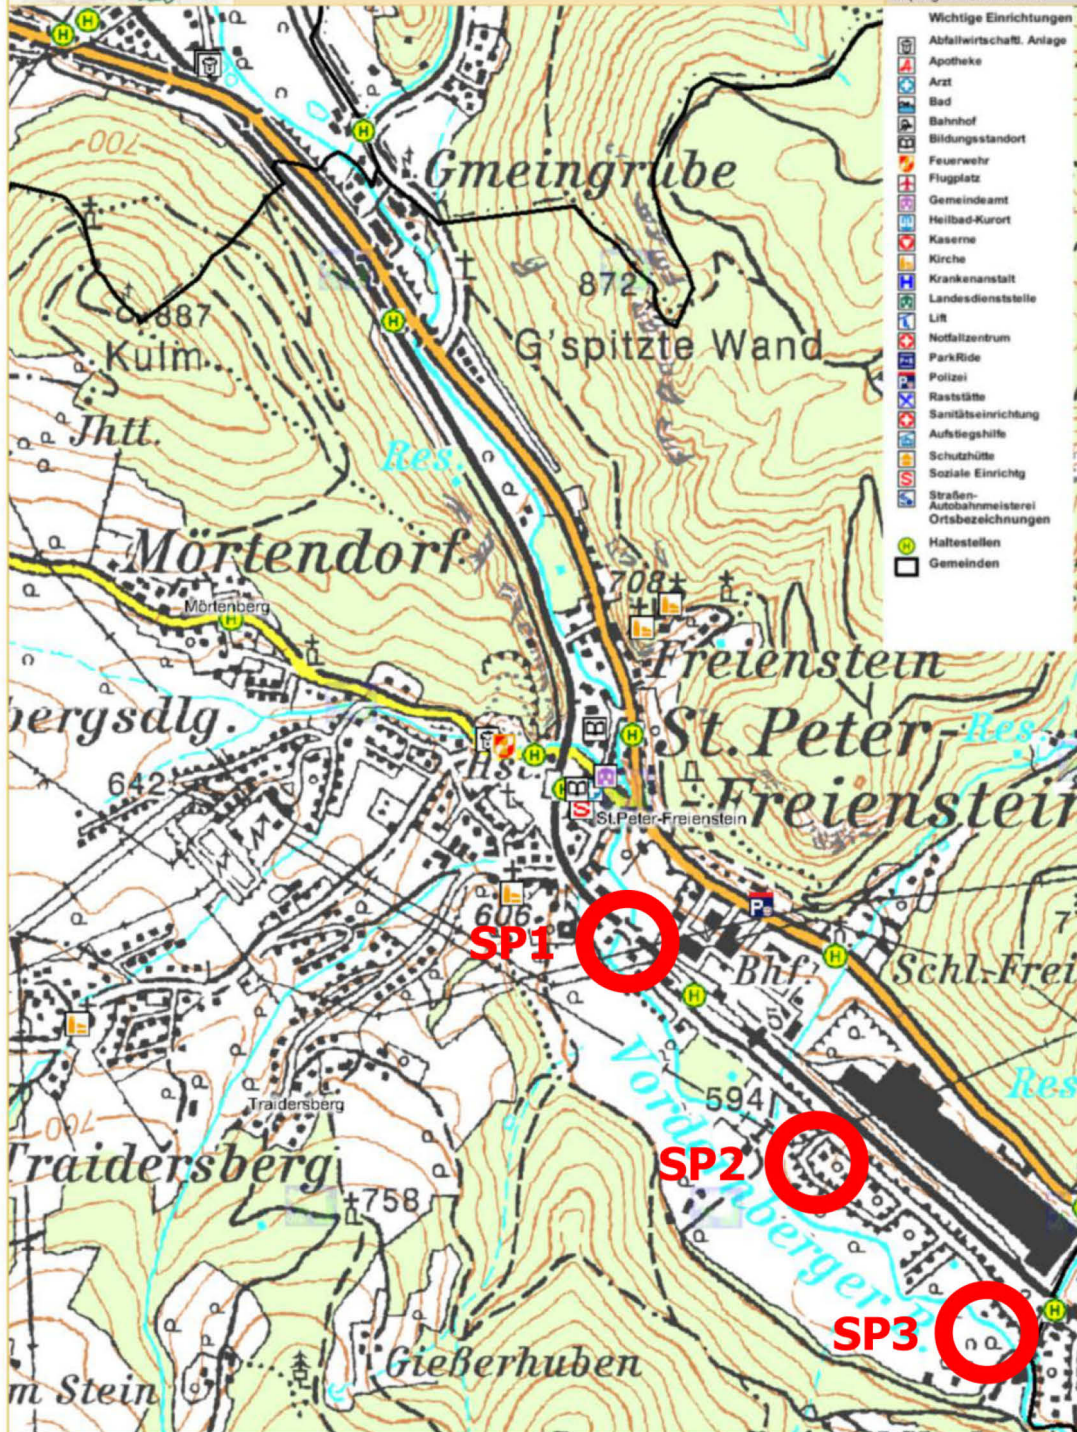 Wichtige Einrichtungen
Abfallwirtschaftl. Anlage
Apotheke
Arzt
Bad
Bahnhof
Bildungsstandort
Feuerwehr
Flugplatz
Gemeindeamt
Heilbad-Kurort
Kaserne
Kirche
Krankenanstalt
Landesdienststelle
Lift
Notfallzentrum
ParkRide
Polizei
Raststätte
Sanitätseinrichtung
Aufstiegshilfe
Schutzhütte
Soziale Einrichtg
Straßen-
Autobahnmeisterei
Ortsbezeichnungen
Haltestellen
Gemeinden
700
Gmeingrube
872
887
Kulm
G'spitzte Wand
Jhtt.
Res.
Mörtendorf
Mörtenberg
708
Freienstein
bergsdlg.
St. Peter-
Res.
642
Hst.
-Freienstein
St.Peter-Freienstein
606
SP1
Bhf.
Schl-Frei
Vordernberger B.
594
Res
Traidersberg
700
Traidersberg
SP2
758
SP3
Gießerhuben
m Stein